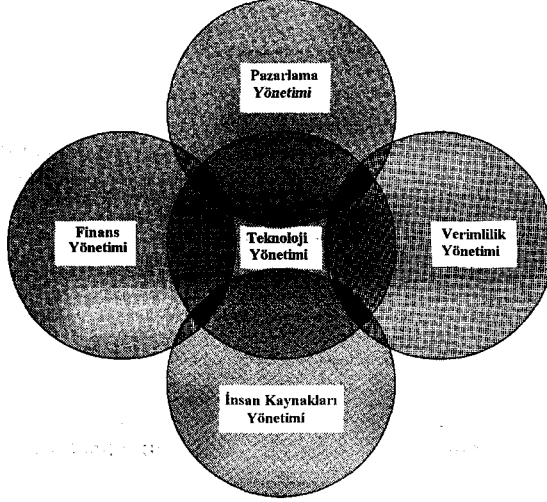 Pazarlama
Yönetimi
Finans
Yönetimi
Teknoloji
Yönetimi
Verimlilik
Yönetimi
İnsan Kaynakları
Yönetimi